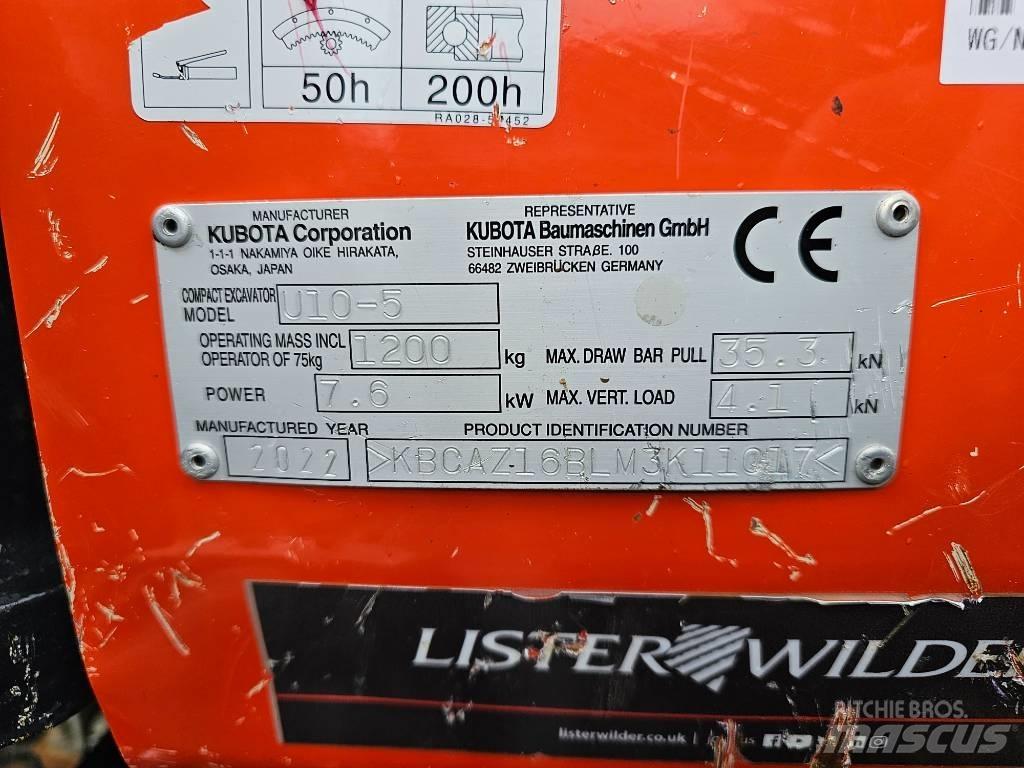 50h 200h
RA028-5
WG/N
MANUFACTURER
KUBOTA Corporation
1-1-1 NAKAMIYA OIKE HIRAKATA,
OSAKA, JAPAN
REPRESENTATIVE
KUBOTA Baumaschinen GmbH
STEINHAUSER STRAßE. 100
66482 ZWEIBRÜCKEN GERMANY
CE
COMPACT EXCAVATOR
MODEL U10-5
OPERATING MASS INCL
OPERATOR OF 75kg 1200 kg
MAX. DRAW BAR PULL 35.3 kN
POWER 7.6 kW
MAX. VERT. LOAD 4.1 kN
MANUFACTURED YEAR
2022
PRODUCT IDENTIFICATION NUMBER
>KBCAZ16BLM3K11017<
LISTER WILDER
listerwilder.co.uk
RITCHIE BROS.
MASCUS